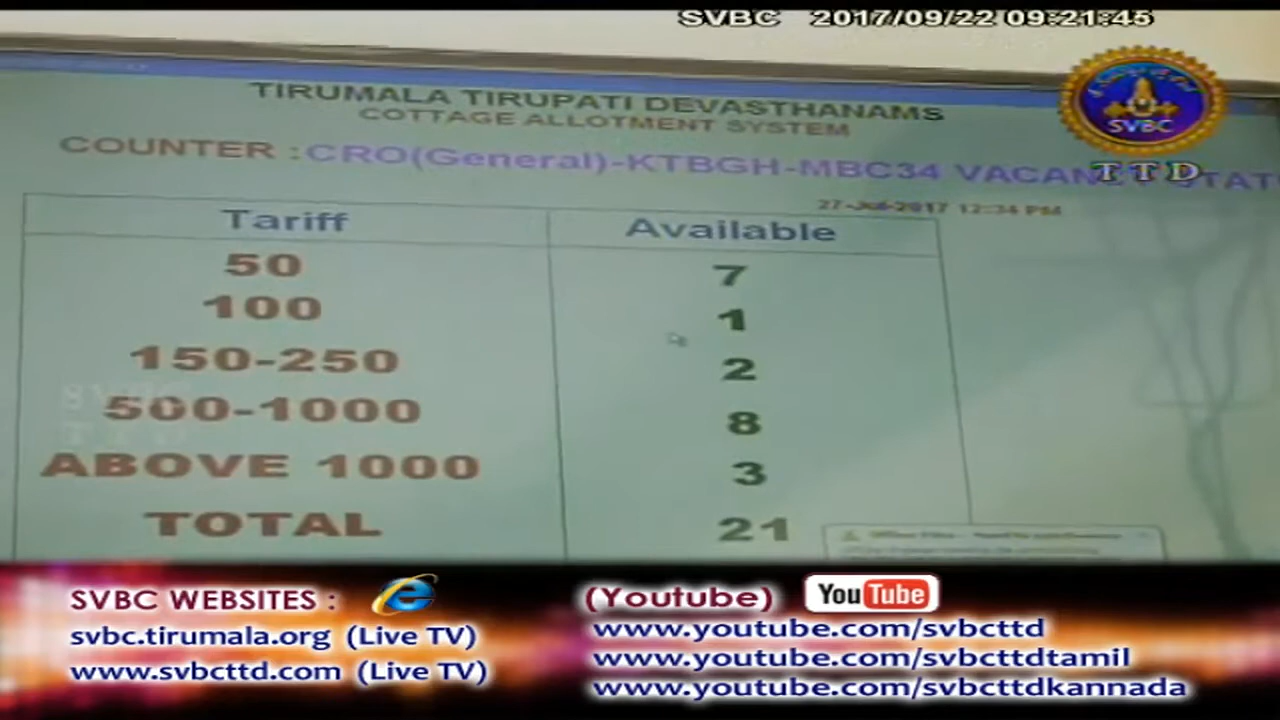 SVBC 2017/09/22 09:21:45
SVBC
TTD
TIRUMALA TIRUPATI DEVASTHANAMS
COTTAGE ALLOTMENT SYSTEM
COUNTER :CRO(General)-KTBGH-MBC34
27-Jul-2017 12:34 PM
Tariff Available
50 7
100 1
150-250 2
500-1000 8
ABOVE 1000 3
TOTAL 21
SVBC WEBSITES :
svbc.tirumala.org (Live TV)
www.svbcttd.com (Live TV)
(Youtube) YouTube
www.youtube.com/svbcttd
www.youtube.com/svbcttdtamil
www.youtube.com/svbcttdkannada